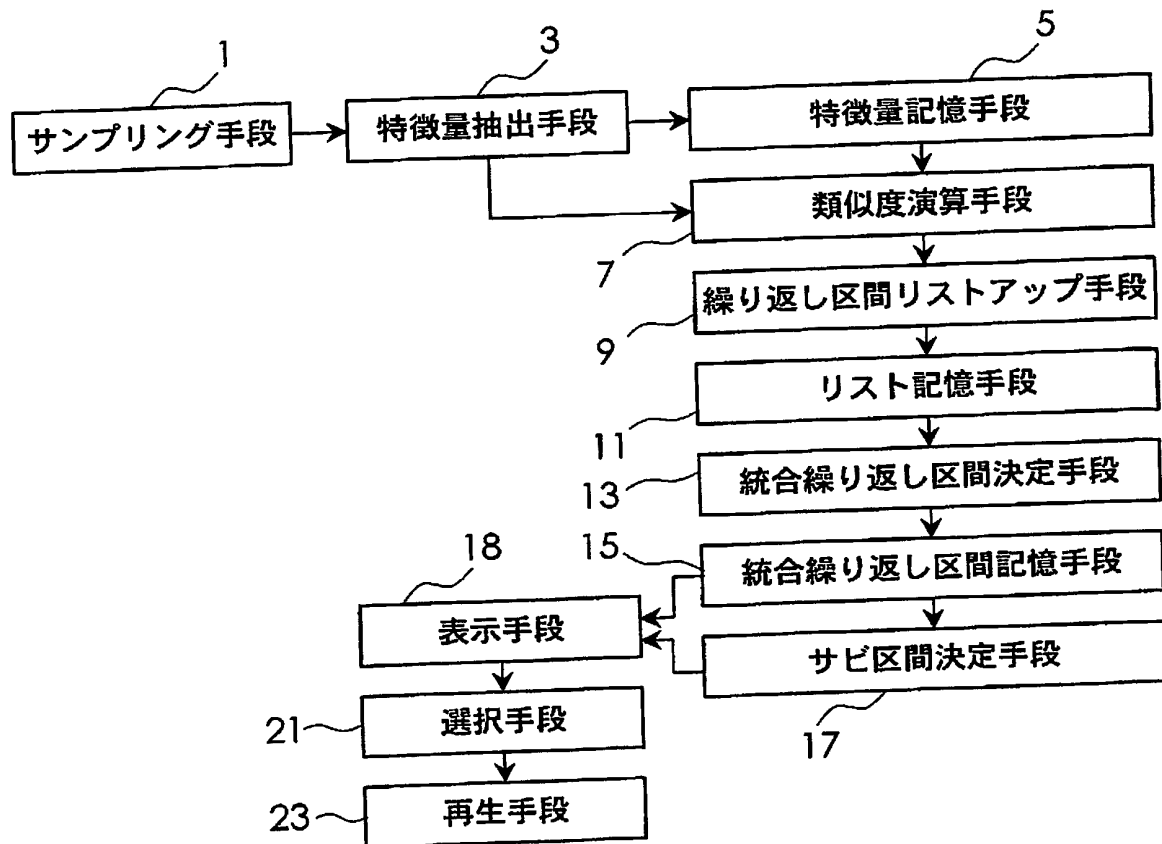 1
サンプリング手段
3
特徴量抽出手段
5
特徴量記憶手段
類似度演算手段
7
繰り返し区間リストアップ手段
9
リスト記憶手段
11
統合繰り返し区間決定手段
13
統合繰り返し区間記憶手段
15
サビ区間決定手段
17
18
表示手段
選択手段
21
再生手段
23